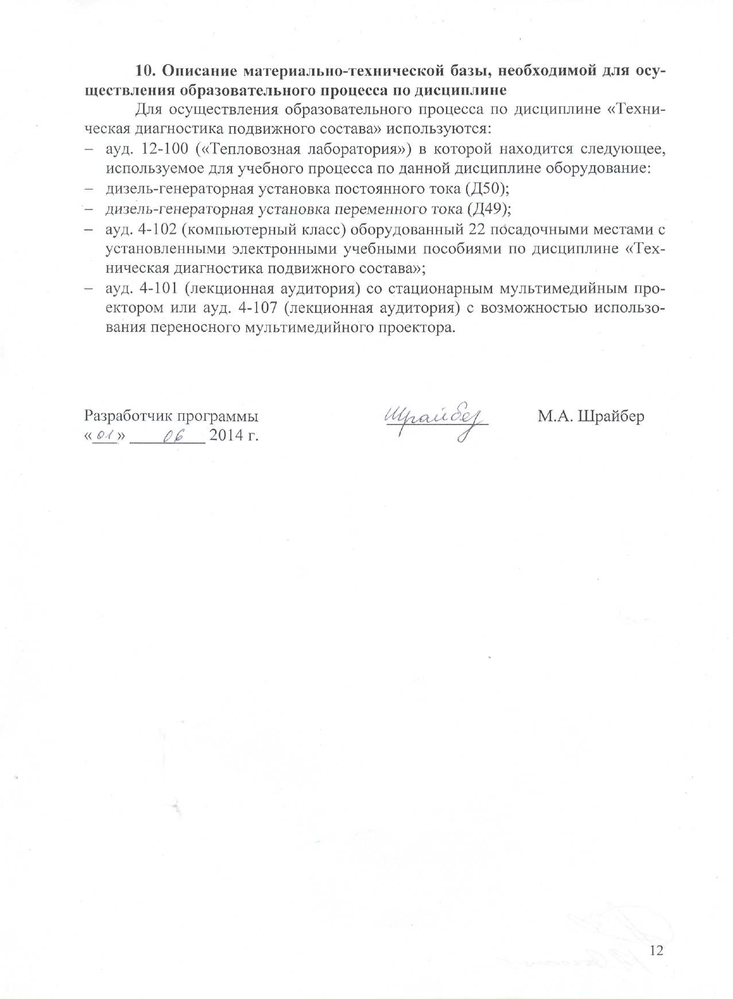 10. Описание материально-технической базы, необходимой для осу-
ществления образовательного процесса по дисциплине
Для осуществления образовательного процесса по дисциплине «Техни-
ческая диагностика подвижного состава» используются:
– ауд. 12-100 («Тепловозная лаборатория») в которой находится следующее,
используемое для учебного процесса по данной дисциплине оборудование:
– дизель-генераторная установка постоянного тока (Д50);
– дизель-генераторная установка переменного тока (Д49);
– ауд. 4-102 (компьютерный класс) оборудованный 22 посадочными местами с
установленными электронными учебными пособиями по дисциплине «Тех-
ническая диагностика подвижного состава»;
– ауд. 4-101 (лекционная аудитория) со стационарным мультимедийным про-
ектором или ауд. 4-107 (лекционная аудитория) с возможностью использо-
вания переносного мультимедийного проектора.
Разработчик программы Шрайбер М.А. Шрайбер
«01» 06 2014 г.
12